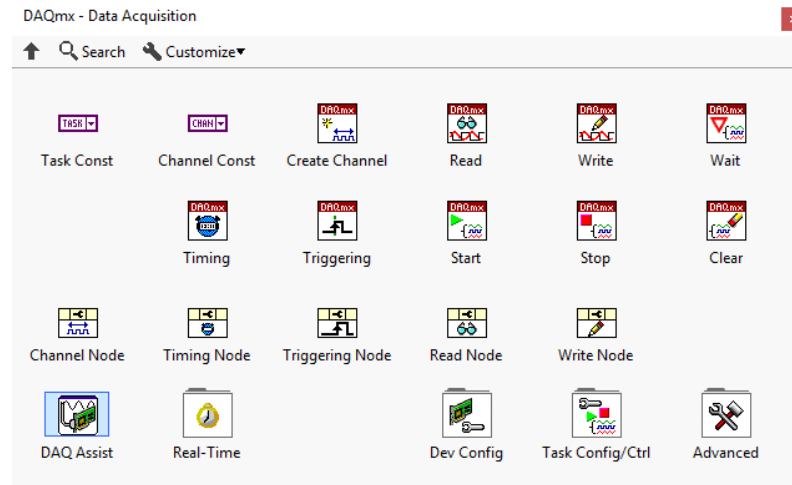 DAQmx - Data Acquisition
Search Customize▾
TASK CHAN DAQmx DAQmx DAQmx DAQmx
Task Const Channel Const Create Channel Read Write Wait
DAQmx DAQmx DAQmx DAQmx DAQmx
Timing Triggering Start Stop Clear
Channel Node Timing Node Triggering Node Read Node Write Node
DAQ Assist Real-Time Dev Config Task Config/Ctrl Advanced